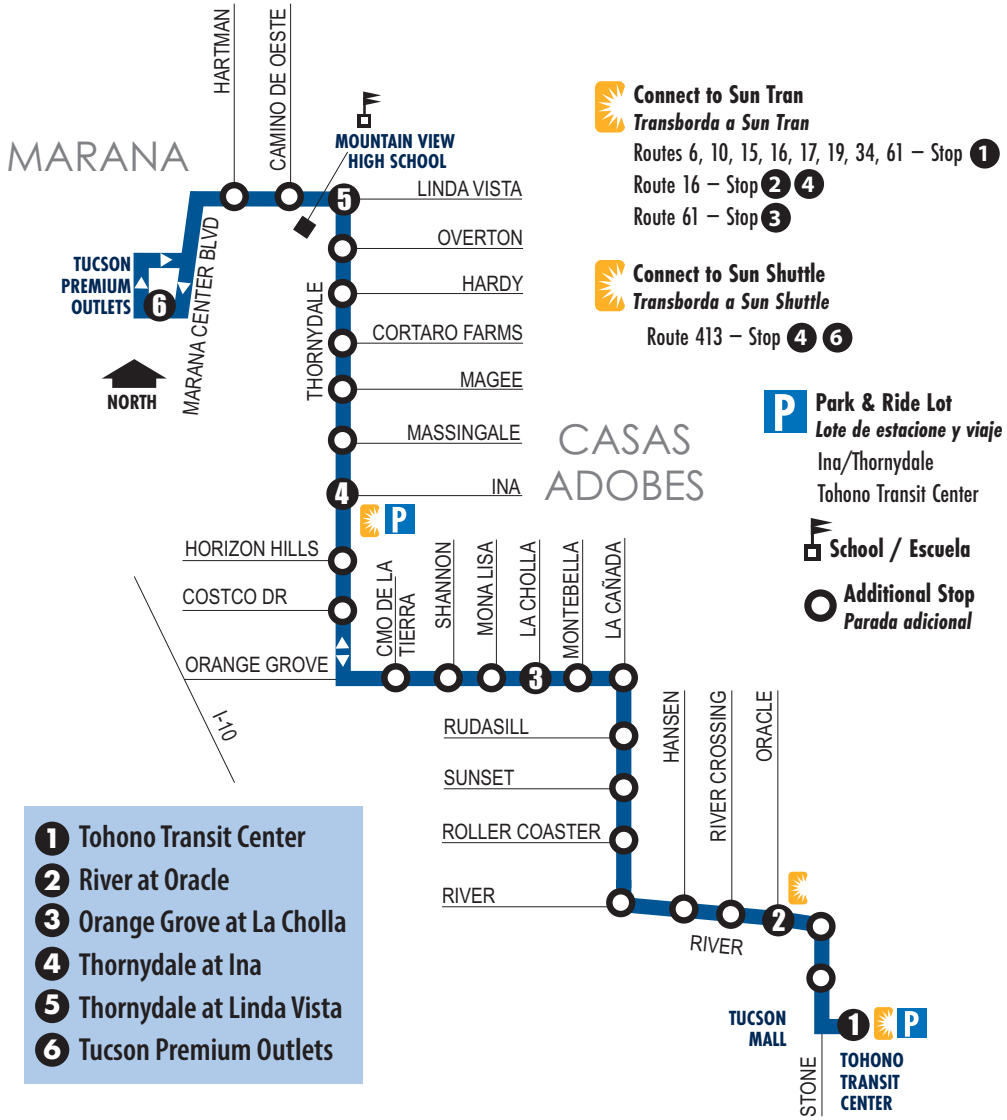 HARTMAN
CAMINO DE OESTE
MARANA
MOUNTAIN VIEW
HIGH SCHOOL
5
LINDA VISTA
OVERTON
HARDY
CORTARO FARMS
MAGEE
MASSINGALE
INA
THORNYDALE
MARANA CENTER BLVD
TUCSON
PREMIUM
OUTLETS
6
NORTH
4
P
CASAS
ADOBES
HORIZON HILLS
COSTCO DR
ORANGE GROVE
I-10
CMO DE LA
TIERRA
SHANNON
MONA LISA
LA CHOLLA
MONTEBELLA
LA CAÑADA
3
RUDASILL
SUNSET
ROLLER COASTER
RIVER
HANSEN
RIVER CROSSING
ORACLE
RIVER
2
TUCSON
MALL
1
P
STONE
TOHONO
TRANSIT
CENTER
Connect to Sun Tran
Transborda a Sun Tran
Routes 6, 10, 15, 16, 17, 19, 34, 61 – Stop 1
Route 16 – Stop 2 4
Route 61 – Stop 3
Connect to Sun Shuttle
Transborda a Sun Shuttle
Route 413 – Stop 4 6
P Park & Ride Lot
Lote de estacione y viaje
Ina/Thornydale
Tohono Transit Center
School / Escuela
Additional Stop
Parada adicional
1 Tohono Transit Center
2 River at Oracle
3 Orange Grove at La Cholla
4 Thornydale at Ina
5 Thornydale at Linda Vista
6 Tucson Premium Outlets